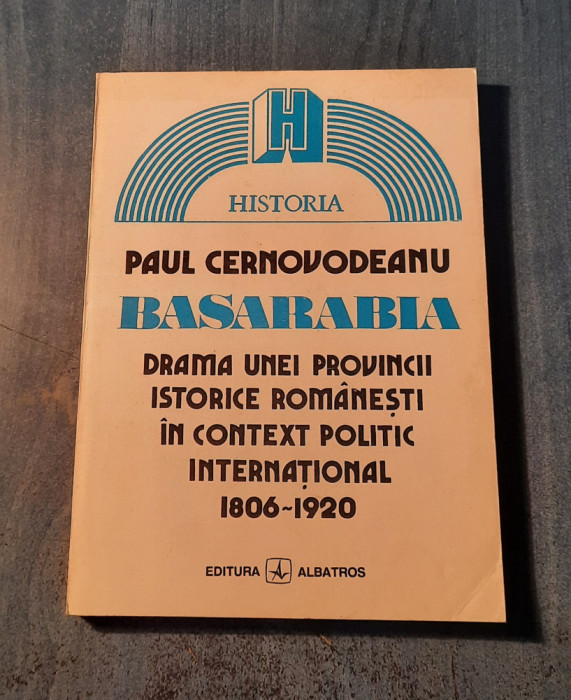 H
HISTORIA
PAUL CERNOVODEANU
BASARABIA
DRAMA UNEI PROVINCII
ISTORICE ROMÂNEȘTI
ÎN CONTEXT POLITIC
INTERNAȚIONAL
1806~1920
EDITURA ALBATROS